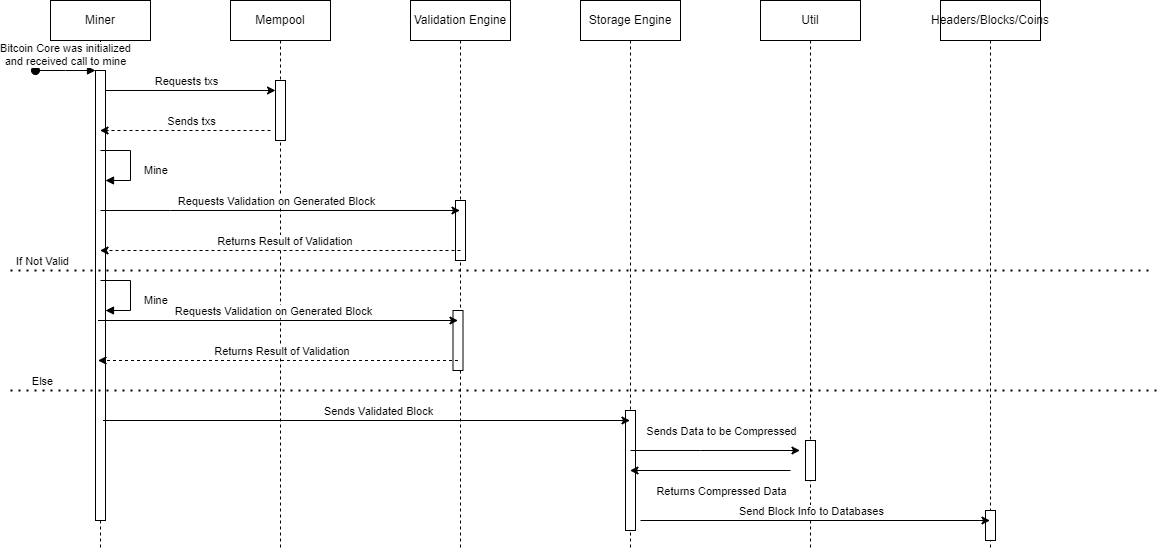 Miner
Mempool
Validation Engine
Storage Engine
Util
Headers/Blocks/Coins
Bitcoin Core was initialized
and received call to mine
Requests txs
Sends txs
Mine
Requests Validation on Generated Block
Returns Result of Validation
If Not Valid
Mine
Requests Validation on Generated Block
Returns Result of Validation
Else
Sends Validated Block
Sends Data to be Compressed
Returns Compressed Data
Send Block Info to Databases